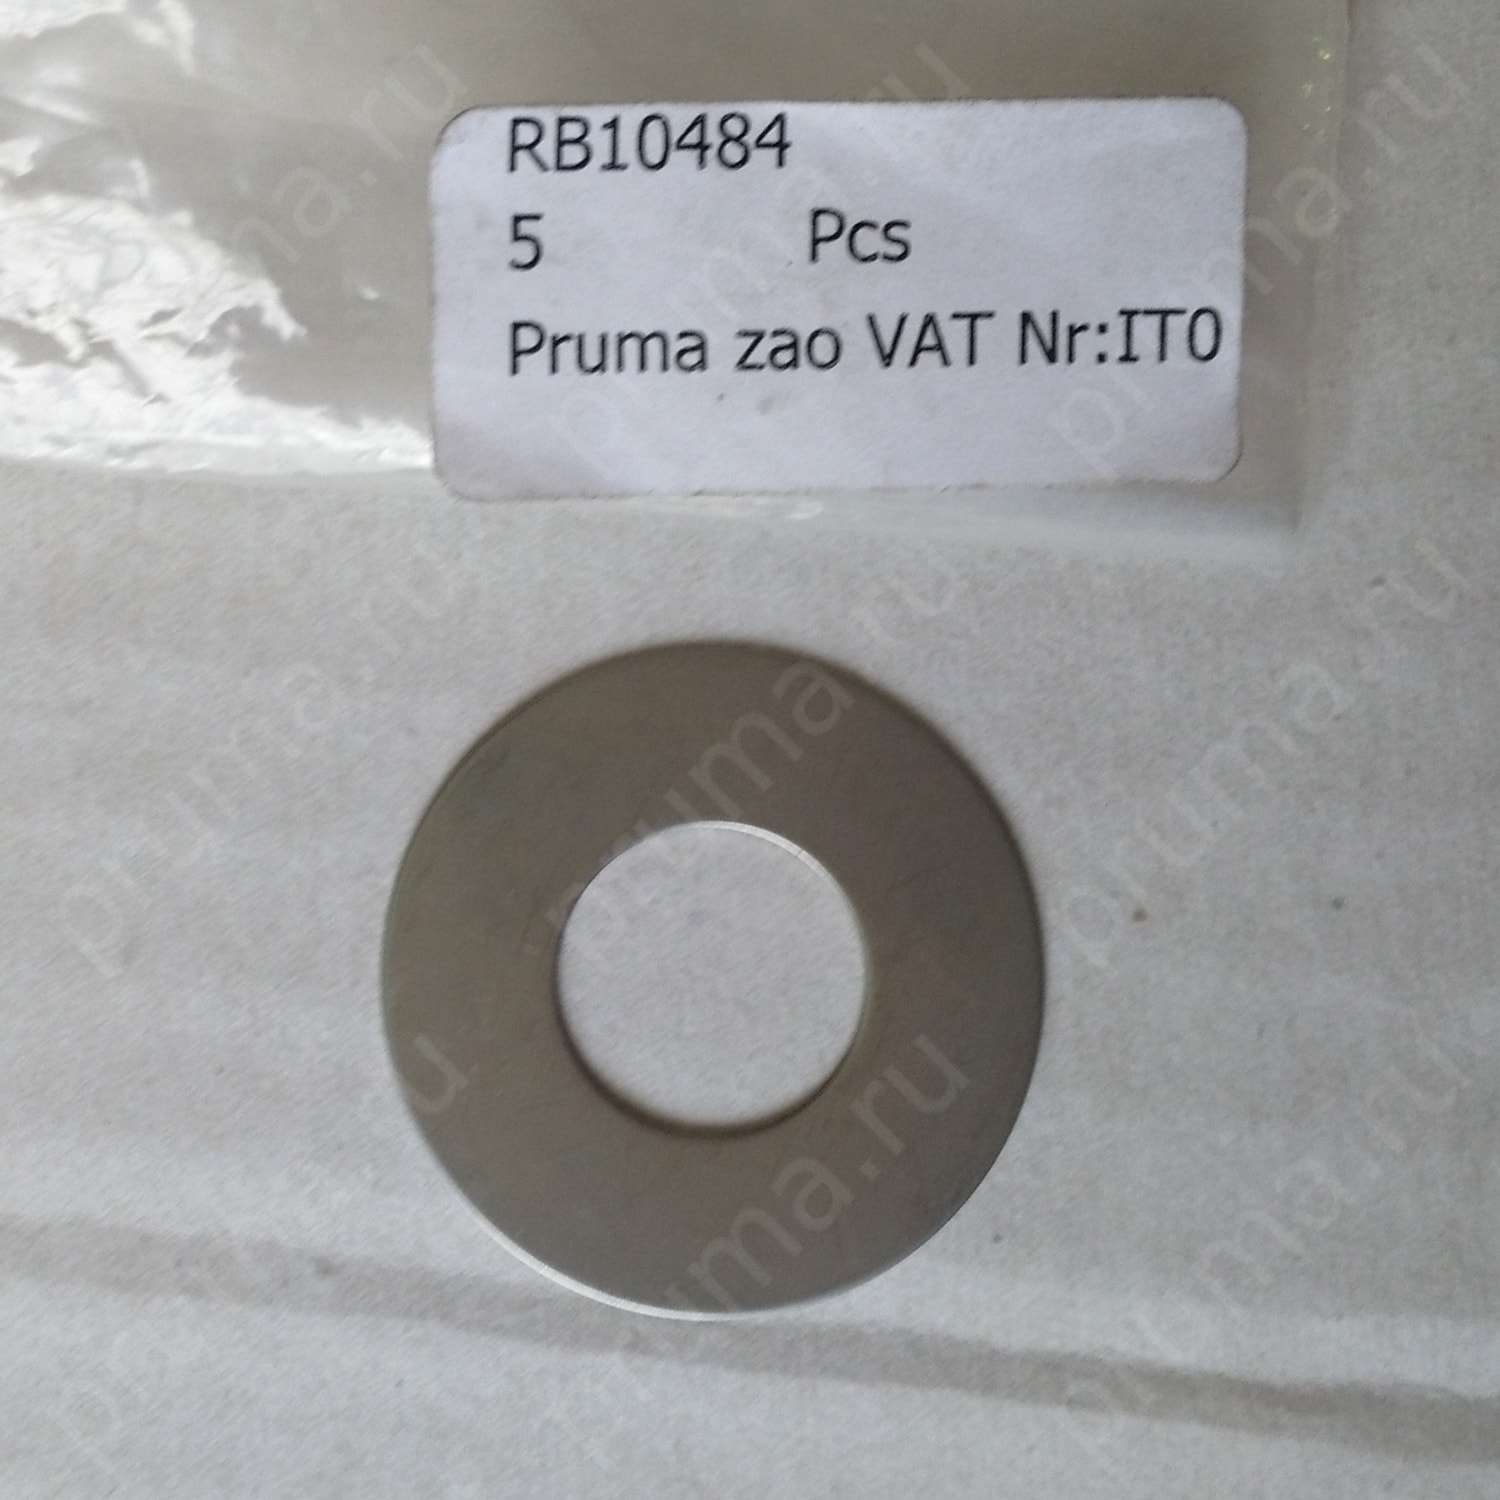 RB10484
5 Pcs
Pruma zao VAT Nr:IT0
pruma.ru